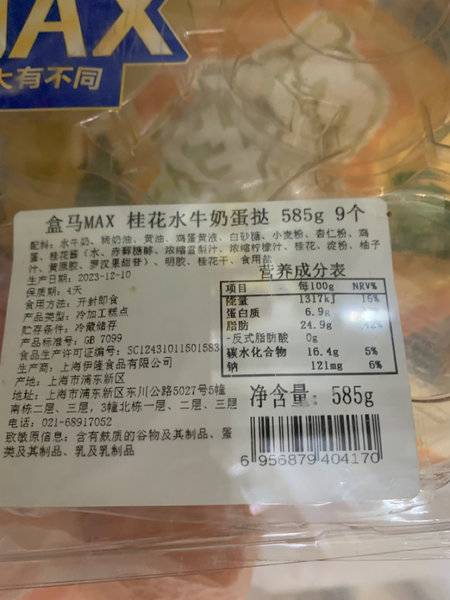 MAX
大有不同
盒马MAX 桂花水牛奶蛋挞 585g 9个
配料：水牛奶、稀奶油、黄油、鸡蛋黄液、白砂糖、小麦粉、杏仁粉、鸡
蛋、桂花酱（水、赤藓糖醇、浓缩雪梨汁、浓缩柠檬汁、桂花、淀粉、柚子
汁、黄原胶、罗汉果甜苷）、明胶、桂花干、食用盐
生产日期：2023-12-10
保质期：4天
食用方法：开封即食
产品类型：冷加工糕点
贮存条件：冷藏储存
产品标准号：GB 7099
食品生产许可证编号：SC12431011501583
生产商：上海伊隆食品有限公司
产地：上海市浦东新区
地址：上海市浦东新区东川公路5027号5幢
南栋二层、三层，3幢北栋一层、二层、三层
电话：021-68917052
致敏原信息：含有麸质的谷物及其制品、蛋
类及其制品、乳及乳制品
营养成分表
项目 每100g NRV%
能量 1317kJ 16%
蛋白质 6.9g
脂肪 24.9g 42%
-反式脂肪酸 0g
碳水化合物 16.4g 5%
钠 121mg 6%
净含量：585g
6 956879 404170